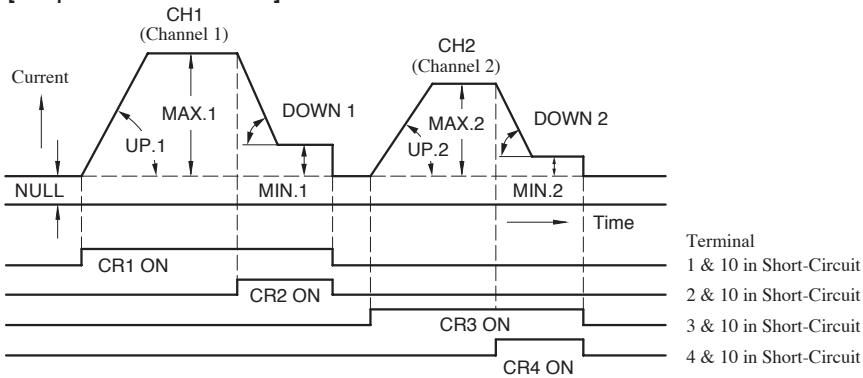 CH1
(Channel 1)
CH2
(Channel 2)
Current
MAX.1
DOWN 1
MAX.2
DOWN 2
UP.1
UP.2
NULL
MIN.1
MIN.2
Time
Terminal
CR1 ON
1 & 10 in Short-Circuit
CR2 ON
2 & 10 in Short-Circuit
CR3 ON
3 & 10 in Short-Circuit
CR4 ON
4 & 10 in Short-Circuit